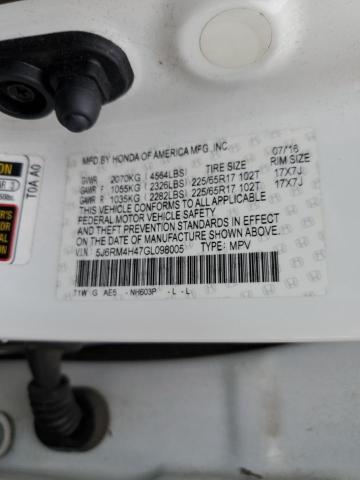 MFD BY HONDA OF AMERICA MFG., INC. 07/16
TIRE SIZE RIM SIZE
GVWR 2070KG ( 4564LBS)
GAWR F 1055KG ( 2326LBS) 225/65R17 102T 17X7J
GAWR R 1035KG ( 2282LBS) 225/65R17 102T 17X7J
THIS VEHICLE CONFORMS TO ALL APPLICABLE
FEDERAL MOTOR VEHICLE SAFETY
AND THEFT PREVENTION STANDARDS IN EFFECT
ON THE DATE OF MANUFACTURE SHOWN ABOVE.
V.I.N. 5J6RM4H47GL098005 TYPE: MPV
T1W G AE5 - NH603P - L - L
T0A A0